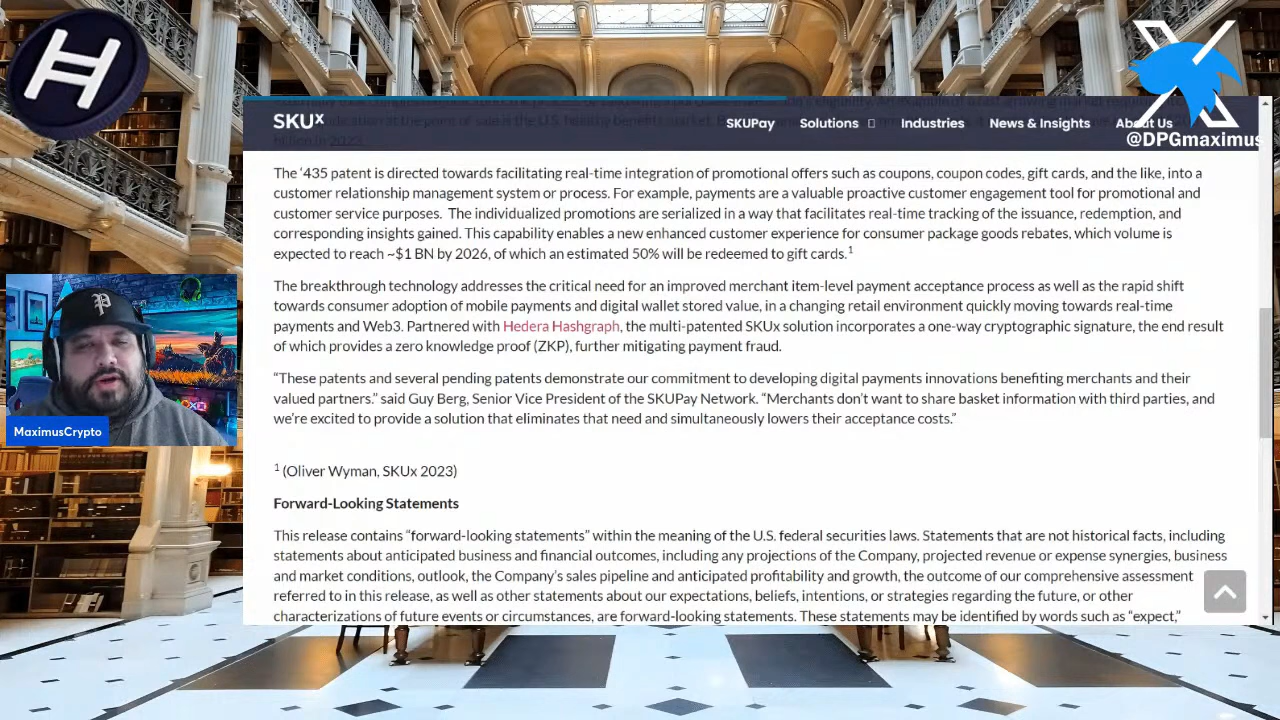 SKUx
SKUPay
Solutions
Industries
News & Insights
About Us
@DPGmaximus
billion in 2023.
The ‘435 patent is directed towards facilitating real-time integration of promotional offers such as coupons, coupon codes, gift cards, and the like, into a
customer relationship management system or process. For example, payments are a valuable proactive customer engagement tool for promotional and
customer service purposes. The individualized promotions are serialized in a way that facilitates real-time tracking of the issuance, redemption, and
corresponding insights gained. This capability enables a new enhanced customer experience for consumer package goods rebates, which volume is
expected to reach ~$1 BN by 2026, of which an estimated 50% will be redeemed to gift cards.1
The breakthrough technology addresses the critical need for an improved merchant item-level payment acceptance process as well as the rapid shift
towards consumer adoption of mobile payments and digital wallet stored value, in a changing retail environment quickly moving towards real-time
payments and Web3. Partnered with Hedera Hashgraph, the multi-patented SKUx solution incorporates a one-way cryptographic signature, the end result
of which provides a zero knowledge proof (ZKP), further mitigating payment fraud.
“These patents and several pending patents demonstrate our commitment to developing digital payments innovations benefiting merchants and their
valued partners.” said Guy Berg, Senior Vice President of the SKUPay Network. “Merchants don’t want to share basket information with third parties, and
we’re excited to provide a solution that eliminates that need and simultaneously lowers their acceptance costs.”
MaximusCrypto
1 (Oliver Wyman, SKUx 2023)
Forward-Looking Statements
This release contains “forward-looking statements” within the meaning of the U.S. federal securities laws. Statements that are not historical facts, including
statements about anticipated business and financial outcomes, including any projections of the Company, projected revenue or expense synergies, business
and market conditions, outlook, the Company’s sales pipeline and anticipated profitability and growth, the outcome of our comprehensive assessment
referred to in this release, as well as other statements about our expectations, beliefs, intentions, or strategies regarding the future, or other
characterizations of future events or circumstances, are forward-looking statements. These statements may be identified by words such as “expect,”